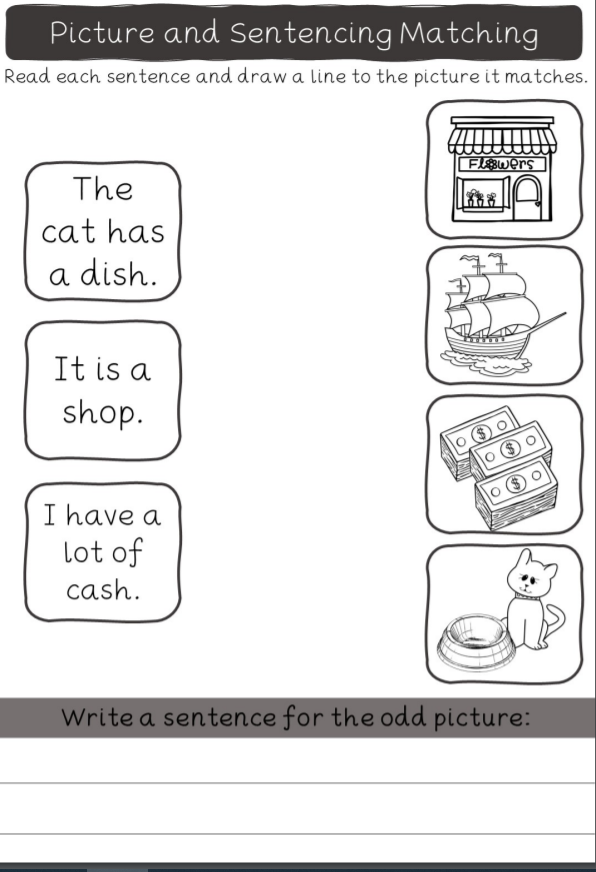 Picture and Sentencing Matching
Read each sentence and draw a line to the picture it matches.
Flowers
The
cat has
a dish.
It is a
shop.
I have a
lot of
cash.
$
$
$
Write a sentence for the odd picture: